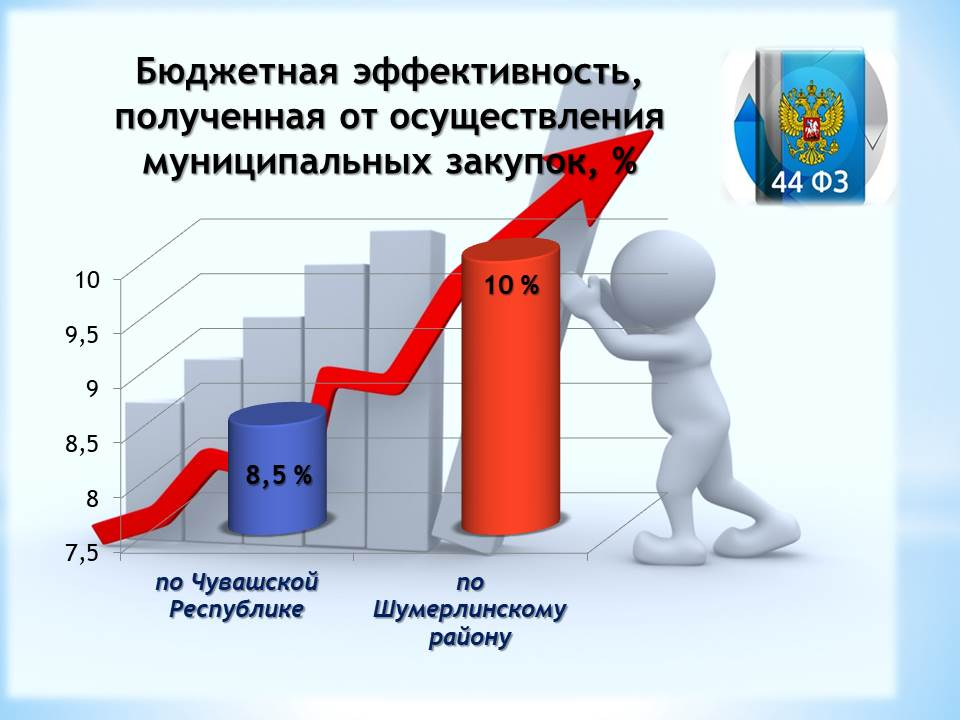 Бюджетная эффективность,
полученная от осуществления
муниципальных закупок, %
44 ФЗ
10
9,5
9
8,5
8
7,5
10 %
8,5 %
по Чувашской
Республике
по
Шумерлинскому
району